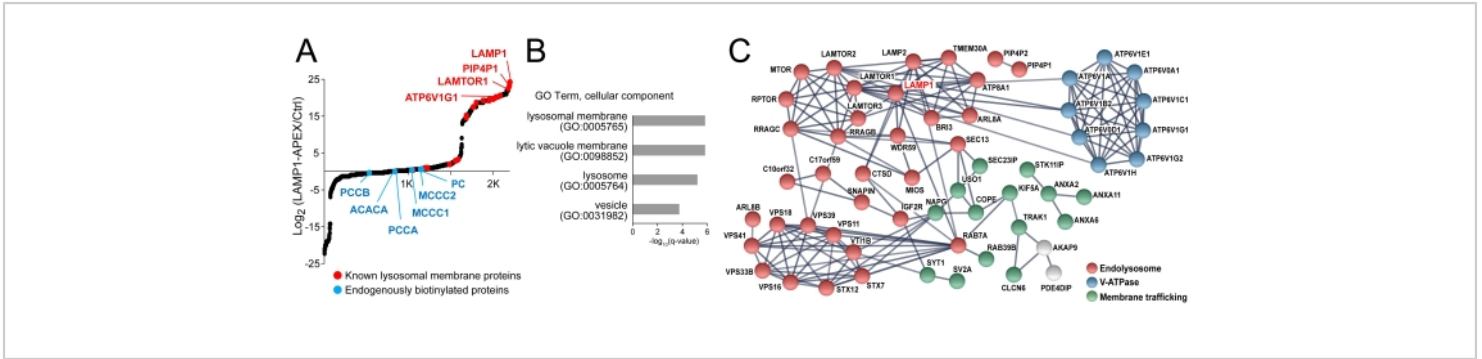 A
Log2 (LAMP1-APEX/Ctrl)
25
15
5
-5
-15
-25
1K
2K
LAMP1
PIP4P1
LAMTOR1
ATP6V1G1
PCCB
ACACA
PCCA
MCCC1
MCCC2
PC
Known lysosomal membrane proteins
Endogenously biotinylated proteins
B
GO Term, cellular component
lysosomal membrane
(GO:0005765)
lytic vacuole membrane
(GO:0098852)
lysosome
(GO:0005764)
vesicle
(GO:0031982)
0 2 4 6 8
-log10(q-value)
C
MTOR
LAMTOR2
LAMP2
TMEM30A
PIP4P2
PIP4P1
LAMTOR1
LAMP1
ATP8A1
RPTOR
LAMTOR3
RRAGC
RRAGB
BRI3
ARL8A
WDR59
SEC13
C17orf59
C10orf32
CTSD
MIOS
SNAPIN
IGF2R
SEC23IP
USO1
NAPG
COPE
STK11IP
KIF5A
ANXA2
ANXA11
ANXA6
TRAK1
AKAP9
PDE4DIP
CLCN6
RAB7A
RAB39B
SYT1
SV2A
ARL8B
VPS18
VPS39
VPS11
VPS41
VTI1B
VPS33B
VPS16
STX12
STX7
ATP6V1E1
ATP6V1A
ATP6V0A1
ATP6V1B2
ATP6V1C1
ATP6V0D1
ATP6V1G1
ATP6V1G2
ATP6V1H
Endolysosome
V-ATPase
Membrane trafficking